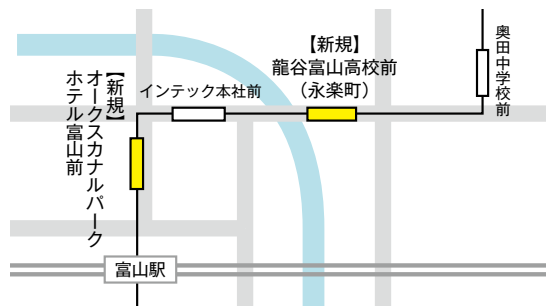 【新規】
オークスカナルパーク
ホテル富山前
インテック本社前
【新規】
龍谷富山高校前
（永楽町）
奥田中学校前
富山駅